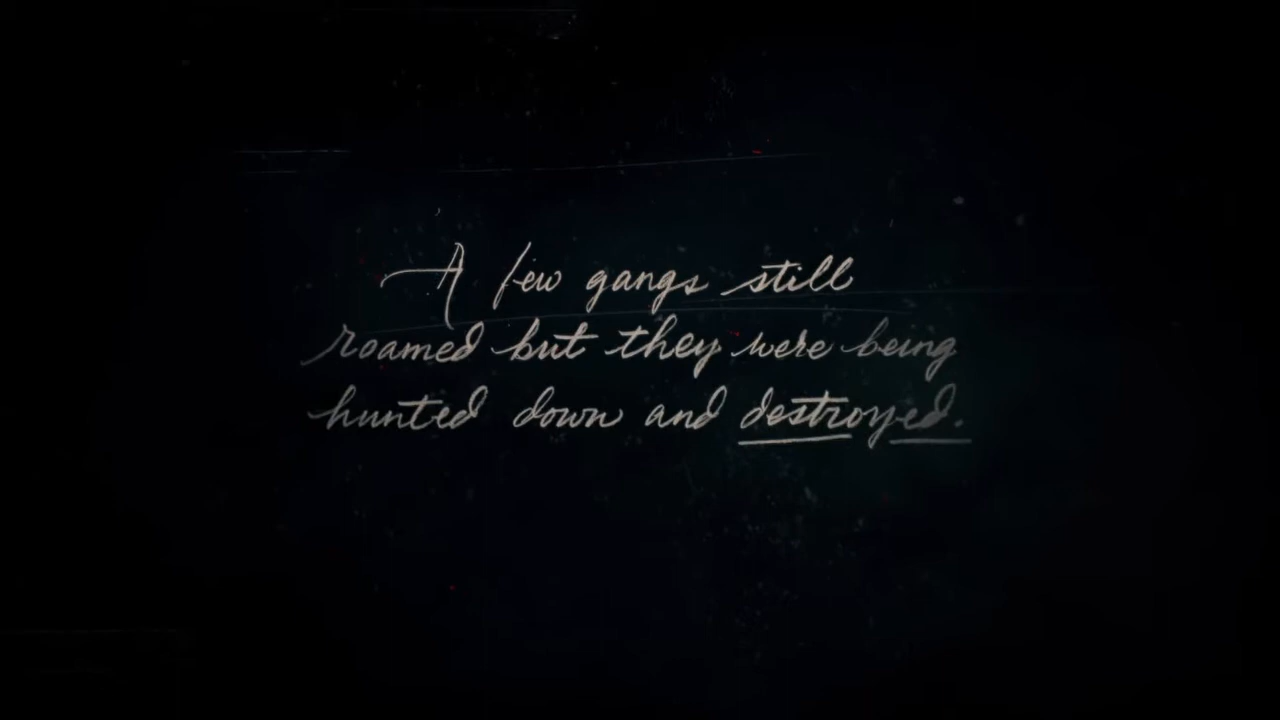 A few gangs still
roamed but they were being
hunted down and destroyed.